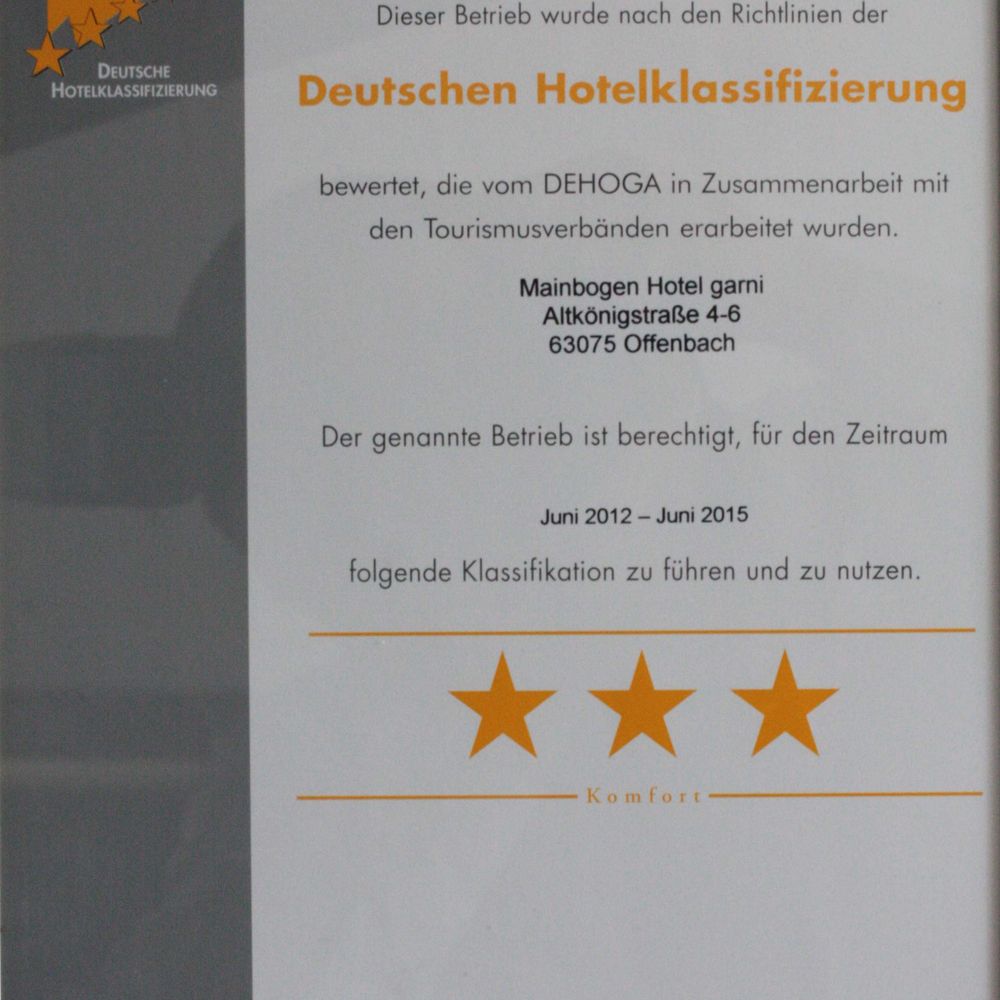 DEUTSCHE
HOTELKLASSIFIZIERUNG
Dieser Betrieb wurde nach den Richtlinien der
Deutschen Hotelklassifizierung
bewertet, die vom DEHOGA in Zusammenarbeit mit
den Tourismusverbänden erarbeitet wurden.
Mainbogen Hotel garni
Altkönigstraße 4-6
63075 Offenbach
Der genannte Betrieb ist berechtigt, für den Zeitraum
Juni 2012 – Juni 2015
folgende Klassifikation zu führen und zu nutzen.
Komfort